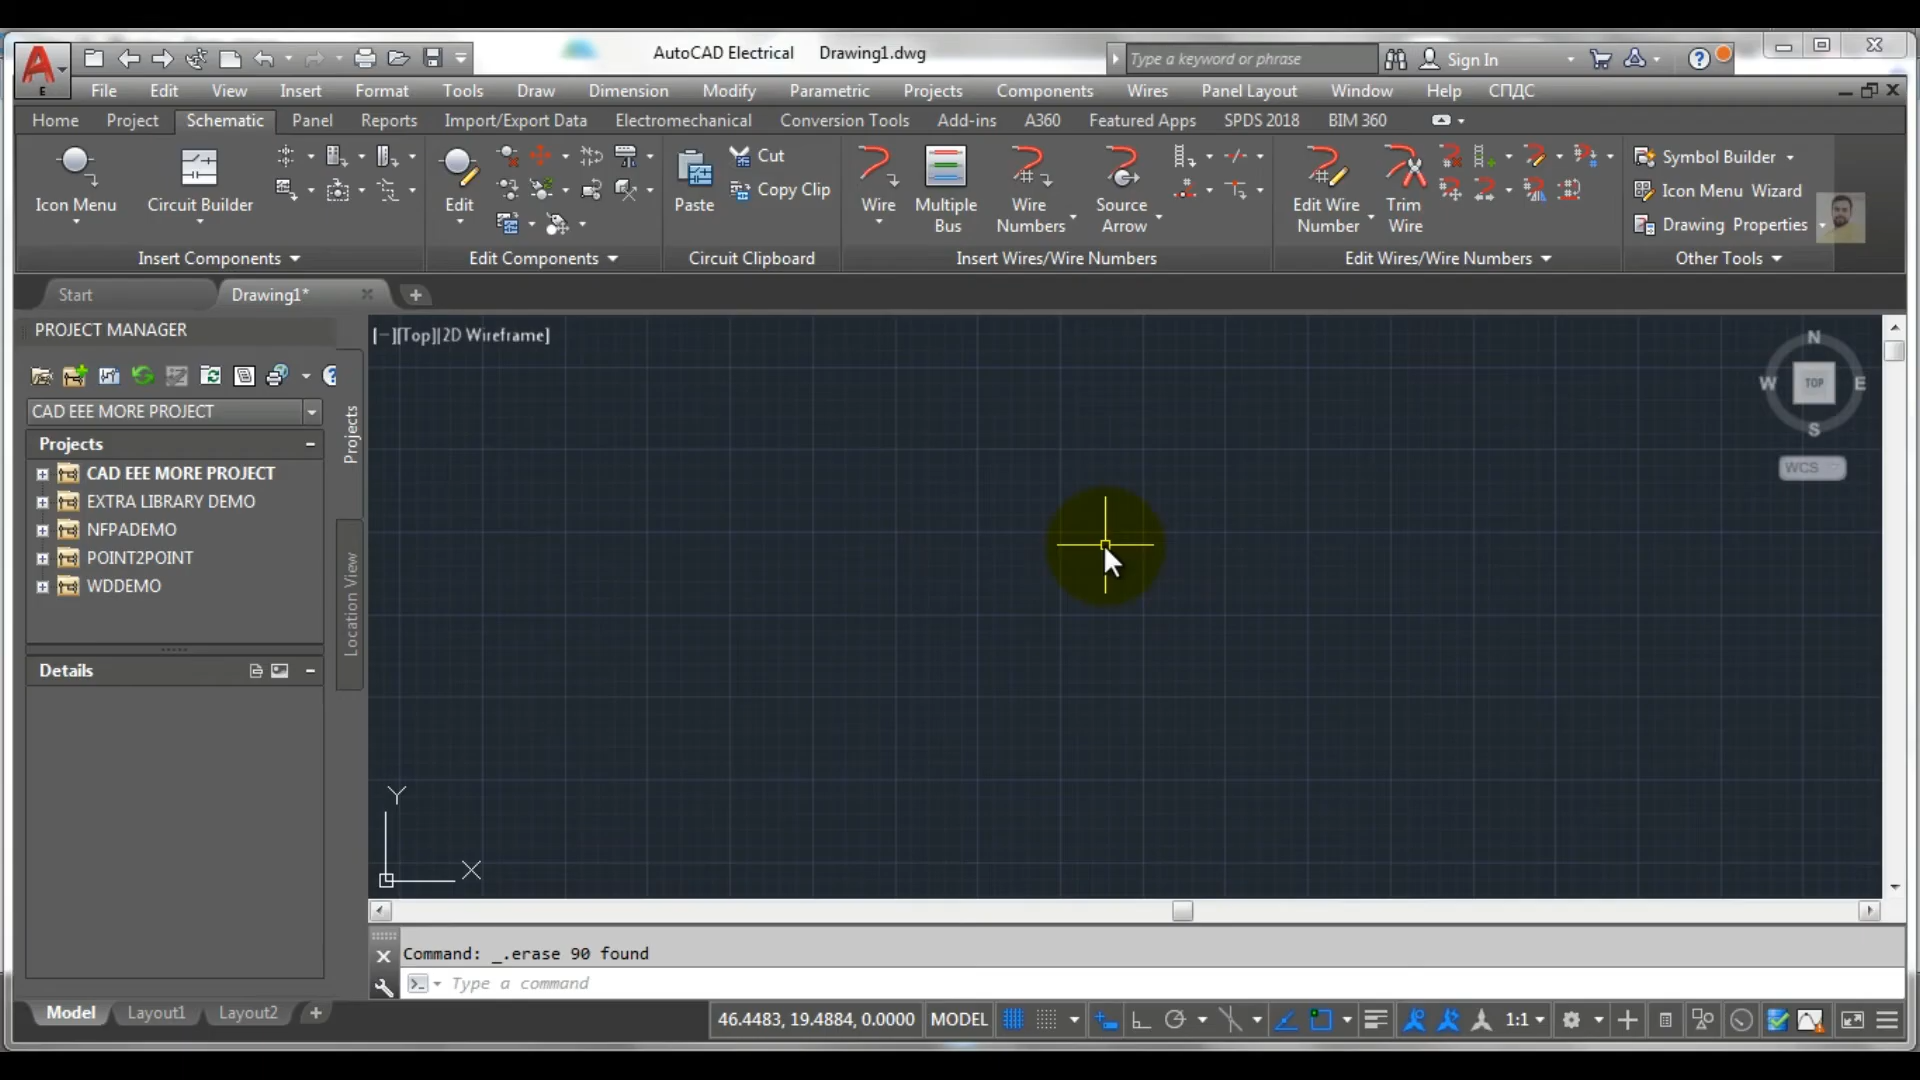 AutoCAD Electrical Drawing1.dwg
Type a keyword or phrase
Sign In
E
File Edit View Insert Format Tools Draw Dimension Modify Parametric Projects Components Wires Panel Layout Window Help СПДС
Home Project Schematic Panel Reports Import/Export Data Electromechanical Conversion Tools Add-ins A360 Featured Apps SPDS 2018 BIM 360
Icon Menu
Circuit Builder
Insert Components
Edit
Edit Components
Paste
Cut
Copy Clip
Circuit Clipboard
Wire
Multiple
Bus
Wire
Numbers
Source
Arrow
Insert Wires/Wire Numbers
Edit Wire
Number
Trim
Wire
Edit Wires/Wire Numbers
Symbol Builder
Icon Menu Wizard
Drawing Properties
Other Tools
Start
Drawing1*
PROJECT MANAGER
CAD EEE MORE PROJECT
Projects
CAD EEE MORE PROJECT
EXTRA LIBRARY DEMO
NFPADEMO
POINT2POINT
WDDEMO
Details
Projects
Location View
[−][Top][2D Wireframe]
N
W TOP E
S
WCS
Y
X
Command: _.erase 90 found
Type a command
Model Layout1 Layout2
46.4483, 19.4884, 0.0000 MODEL 1:1